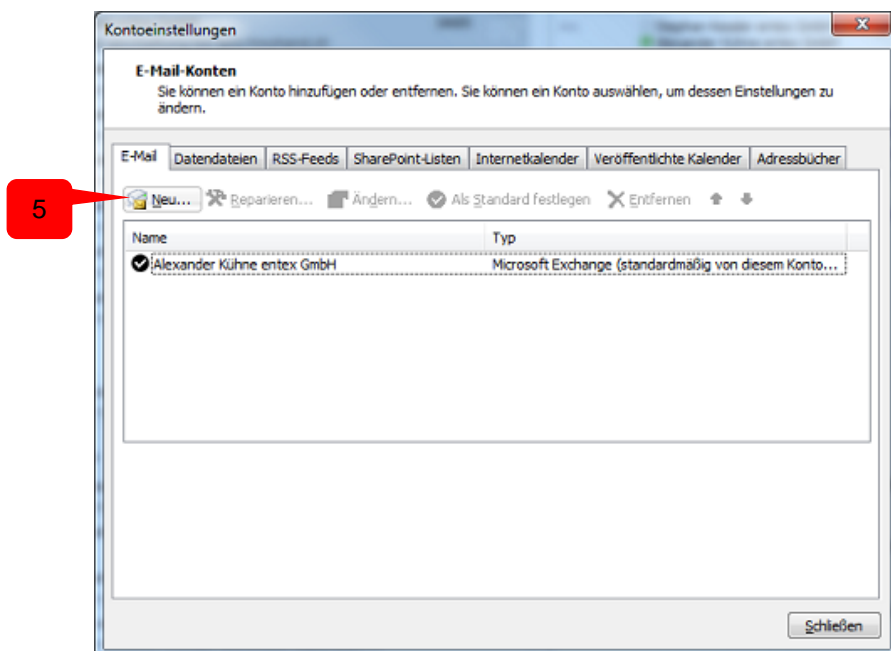 Kontoeinstellungen
E-Mail-Konten
Sie können ein Konto hinzufügen oder entfernen. Sie können ein Konto auswählen, um dessen Einstellungen zu
ändern.
E-Mail Datendateien RSS-Feeds SharePoint-Listen Internetkalender Veröffentlichte Kalender Adressbücher
5
Neu... Reparieren... Ändern... Als Standard festlegen Entfernen
Name Typ
Alexander Kühne entex GmbH Microsoft Exchange (standardmäßig von diesem Konto...
Schließen